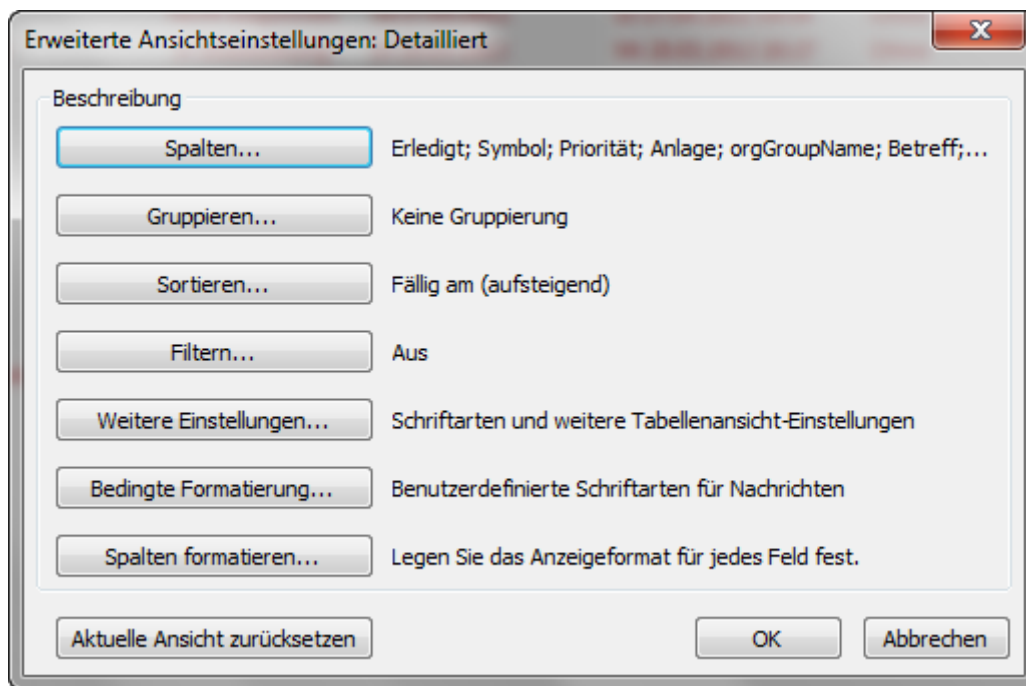 Erweiterte Ansichtseinstellungen: Detailliert
Beschreibung
Spalten...
Erledigt; Symbol; Priorität; Anlage; orgGroupName; Betreff;...
Gruppieren...
Keine Gruppierung
Sortieren...
Fällig am (aufsteigend)
Filtern...
Aus
Weitere Einstellungen...
Schriftarten und weitere Tabellenansicht-Einstellungen
Bedingte Formatierung...
Benutzerdefinierte Schriftarten für Nachrichten
Spalten formatieren...
Legen Sie das Anzeigeformat für jedes Feld fest.
Aktuelle Ansicht zurücksetzen
OK
Abbrechen